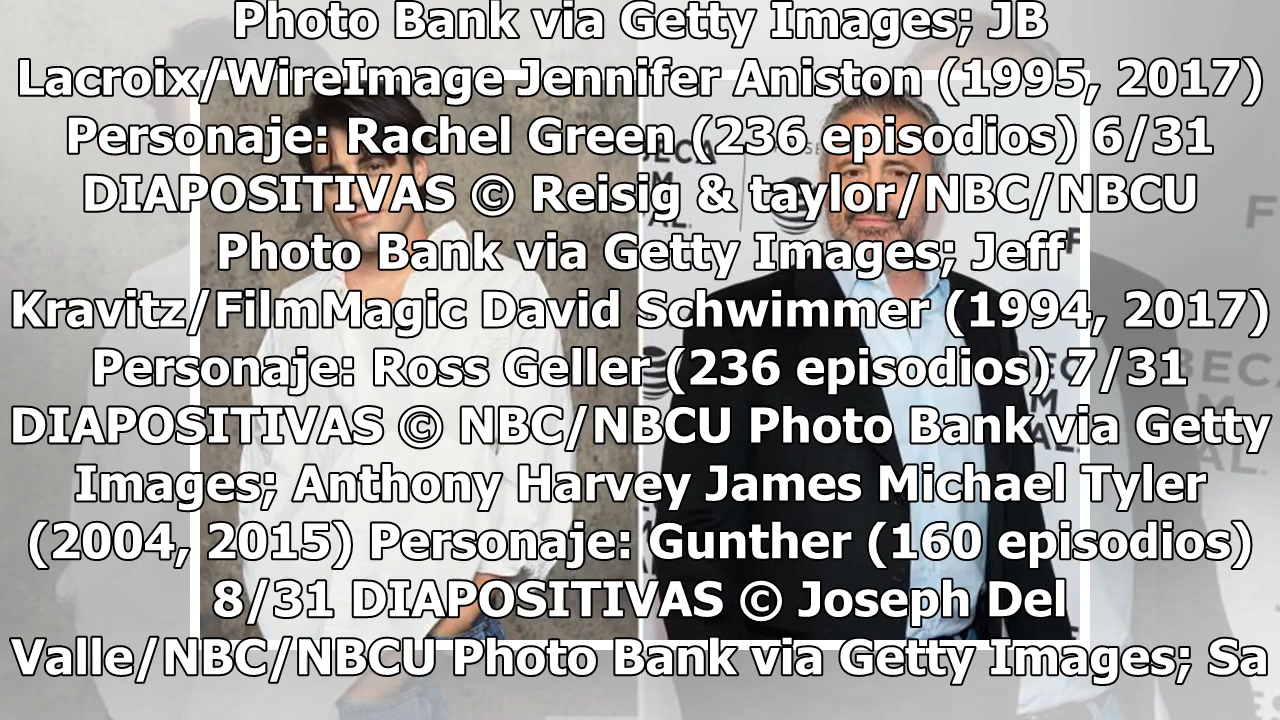 Photo Bank via Getty Images; JB
Lacroix/WireImage Jennifer Aniston (1995, 2017)
Personaje: Rachel Green (236 episodios) 6/31
DIAPOSITIVAS © Reisig & taylor/NBC/NBCU
Photo Bank via Getty Images; Jeff
Kravitz/FilmMagic David Schwimmer (1994, 2017)
Personaje: Ross Geller (236 episodios) 7/31
DIAPOSITIVAS © NBC/NBCU Photo Bank via Getty
Images; Anthony Harvey James Michael Tyler
(2004, 2015) Personaje: Gunther (160 episodios)
8/31 DIAPOSITIVAS © Joseph Del
Valle/NBC/NBCU Photo Bank via Getty Images; Sa